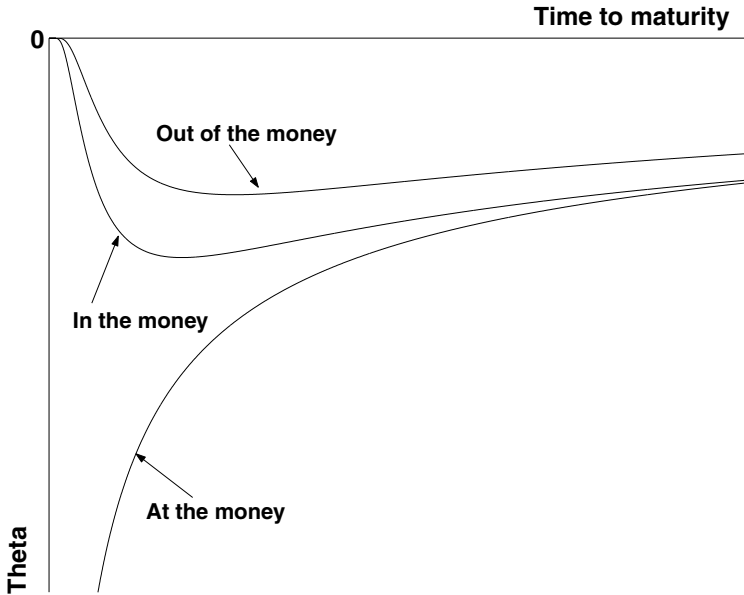 Time to maturity
0
Out of the money
In the money
At the money
Theta